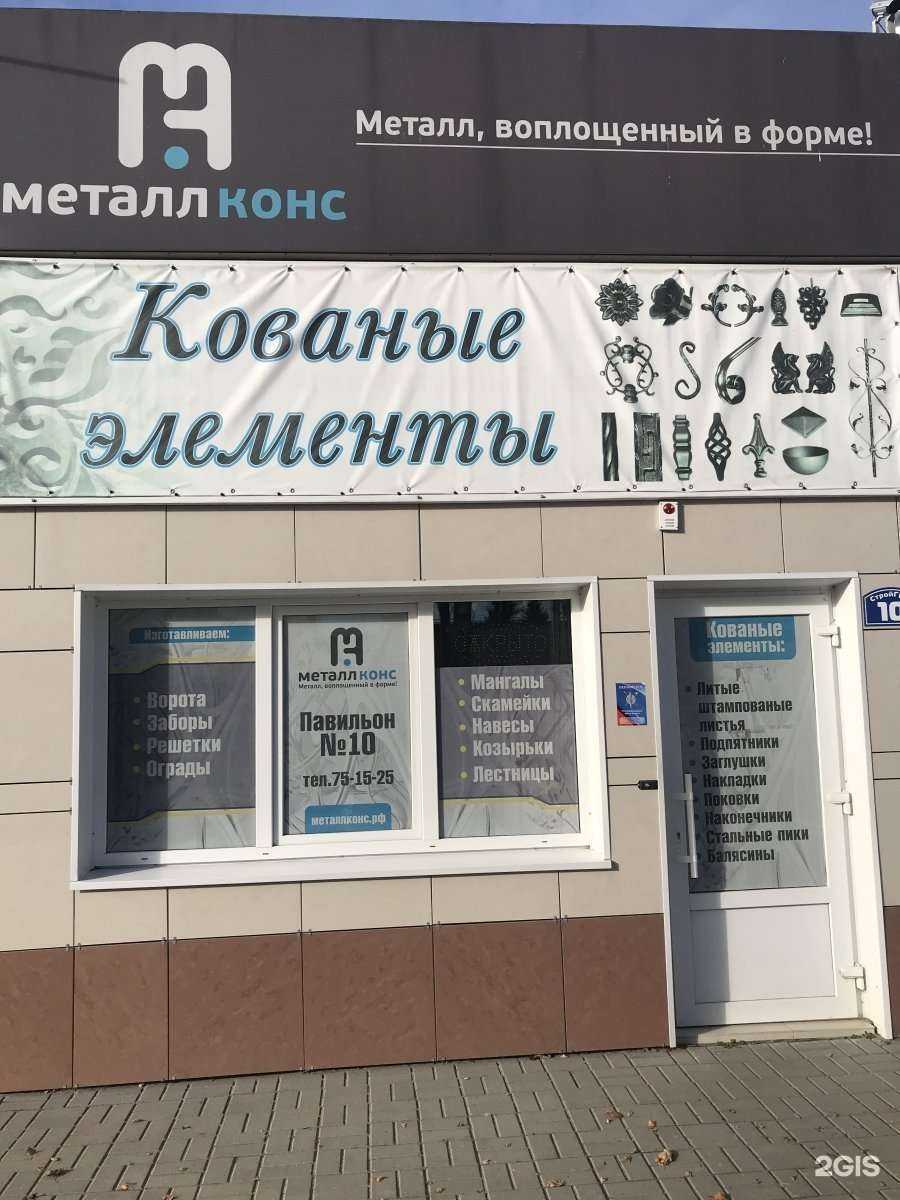 металл конс
Металл, воплощенный в форме!
Кованые
элементы
Изготавливаем:
Ворота
Заборы
Решетки
Ограды
металл конс
Металл, воплощенный в форме!
Павильон
№10
тел.75-15-25
металлконс.рф
ОТКРЫТО
Мангалы
Скамейки
Навесы
Козырьки
Лестницы
Кованые
элементы:
Литые
штампованые
листья
Подпятники
Заглушки
Накладки
Поковки
Наконечники
Стальные пики
Балясины
10
2GIS